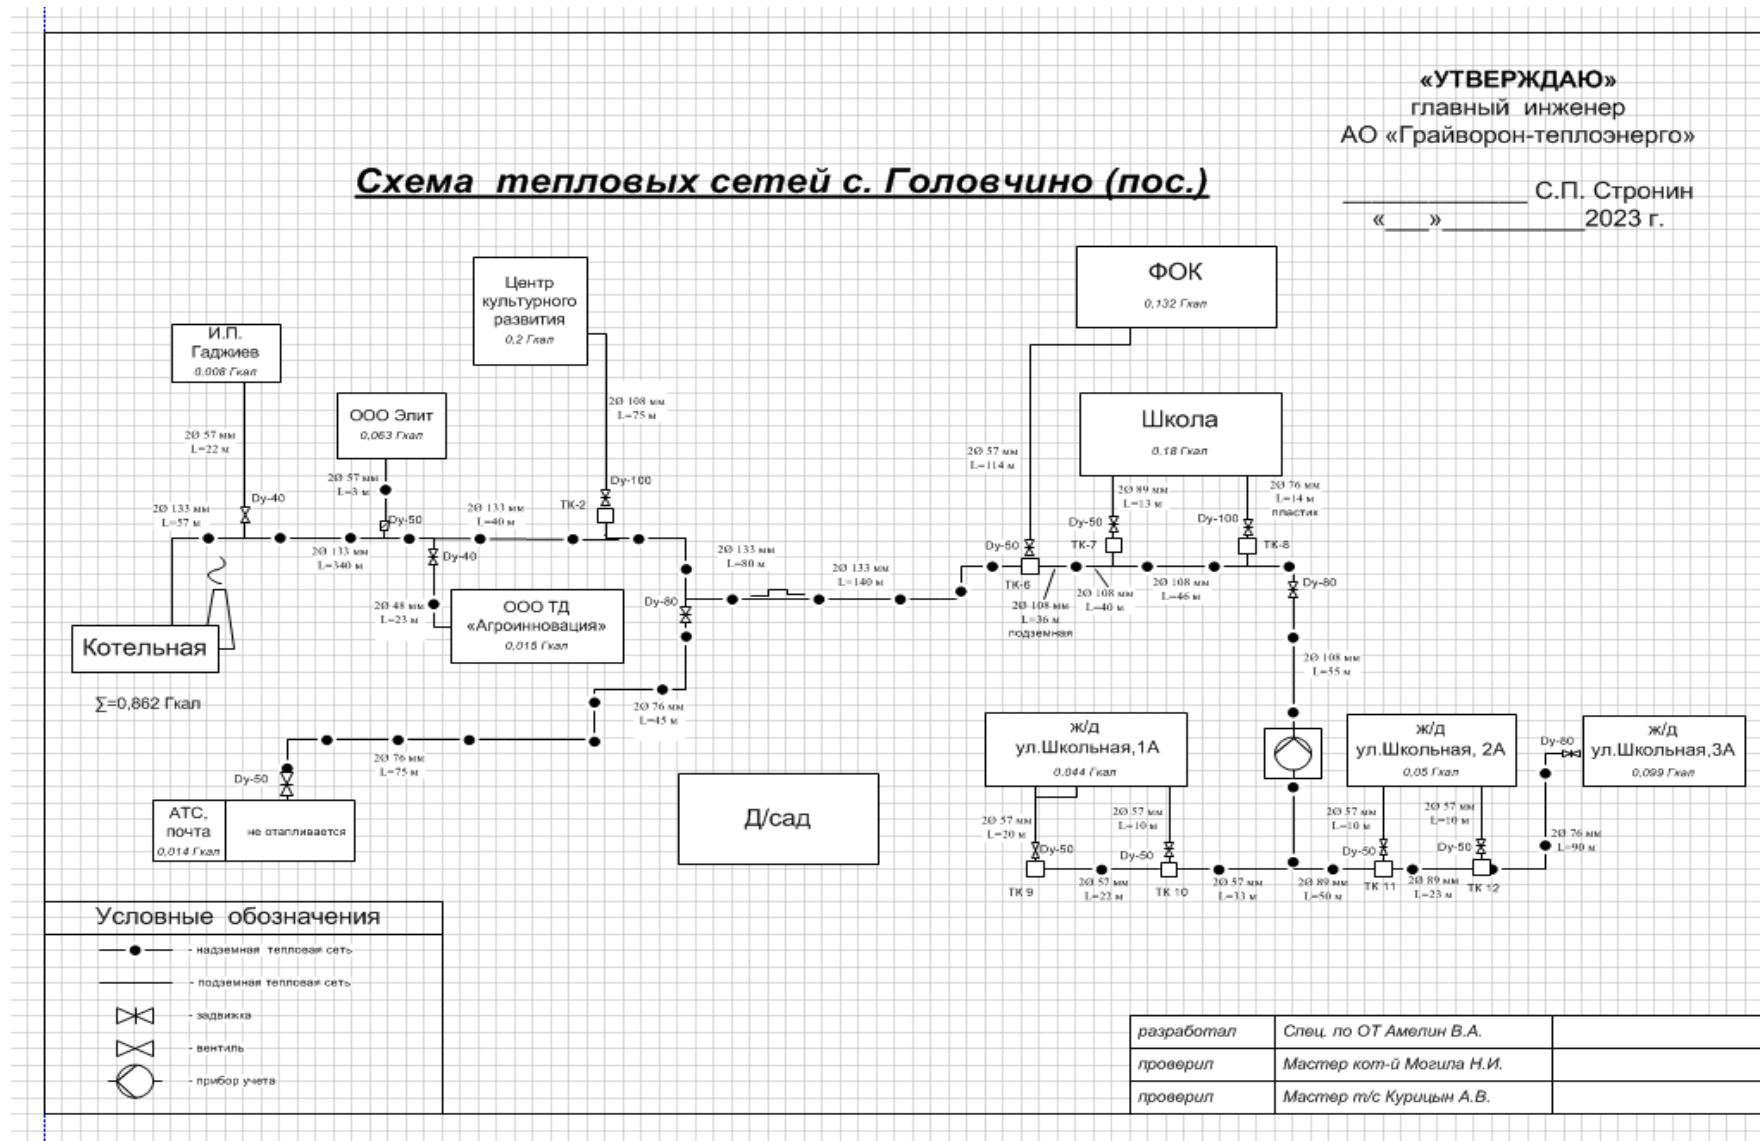 «УТВЕРЖДАЮ»
главный инженер
АО «Грайворон-теплоэнерго»
______________ С.П. Стронин
«___»__________2023 г.
Схема тепловых сетей с. Головчино (пос.)
И.П.
Гаджиев
0,008 Гкал
2Ø 57 мм
L=22 м
Dy-40
2Ø 133 мм
L=57 м
ООО Элит
0,063 Гкал
2Ø 57 мм
L=3 м
Dy-50
2Ø 133 мм
L=340 м
Центр
культурного
развития
0,2 Гкал
2Ø 108 мм
L=75 м
Dy-100
ТК-2
2Ø 133 мм
L=40 м
Dy-40
2Ø 48 мм
L=23 м
ООО ТД
«Агроинновация»
0,015 Гкал
Котельная
∑=0,862 Гкал
Dy-80
2Ø 133 мм
L=80 м
2Ø 133 мм
L=140 м
2Ø 76 мм
L=45 м
2Ø 76 мм
L=75 м
Dy-50
АТС,
почта
0,014 Гкал
не отапливается
Д/сад
ФОК
0,132 Гкал
2Ø 57 мм
L=114 м
Dy-50
ТК-6
2Ø 108 мм
L=36 м
подземная
Школа
0,18 Гкал
2Ø 89 мм
L=13 м
Dy-50
ТК-7
2Ø 108 мм
L=40 м
2Ø 76 мм
L=14 м
пластик
Dy-100
ТК-8
2Ø 108 мм
L=46 м
Dy-80
2Ø 108 мм
L=55 м
ж/д
ул.Школьная,1А
0,044 Гкал
2Ø 57 мм
L=20 м
Dy-50
ТК 9
2Ø 57 мм
L=10 м
Dy-50
ТК 10
2Ø 57 мм
L=22 м
2Ø 57 мм
L=33 м
ж/д
ул.Школьная, 2А
0,05 Гкал
2Ø 57 мм
L=10 м
Dy-50
ТК 11
2Ø 57 мм
L=10 м
Dy-50
ТК 12
2Ø 89 мм
L=50 м
2Ø 89 мм
L=23 м
ж/д
ул.Школьная,3А
0,099 Гкал
Dy-80
2Ø 76 мм
L=90 м
Условные обозначения
- надземная тепловая сеть
- подземная тепловая сеть
- задвижка
- вентиль
- прибор учета
разработал Спец. по ОТ Амелин В.А.
проверил Мастер кот-й Могила Н.И.
проверил Мастер т/с Курицын А.В.